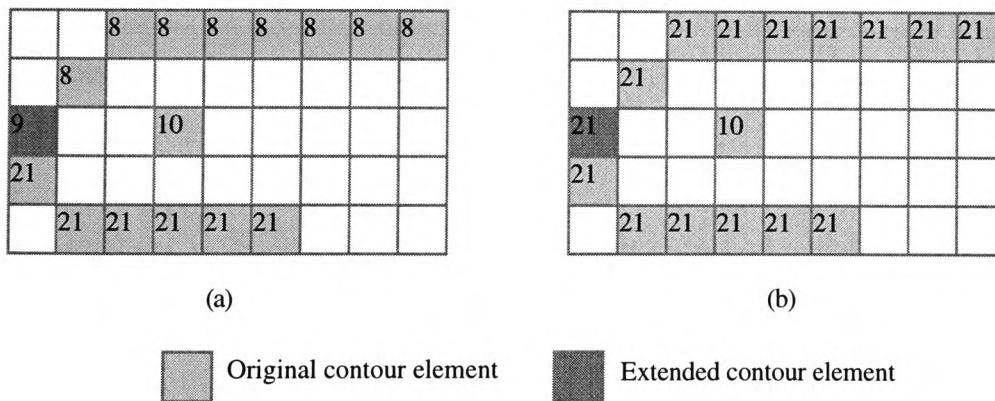 8 8 8 8 8 8 8 21 21 21 21 21 21 21
8 21
9 10 21 10
21 21
21 21 21 21 21 21 21 21 21 21
(a) (b)
Original contour element Extended contour element